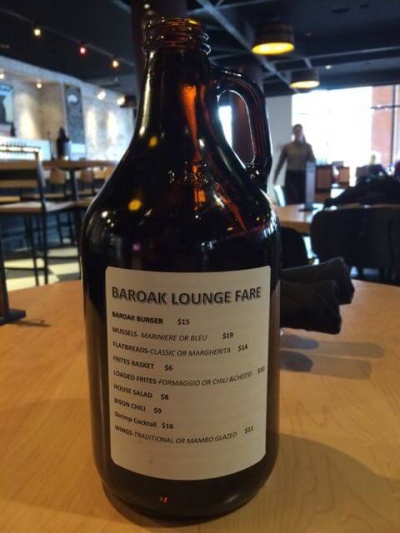 BAROAK LOUNGE FARE
BAROAK BURGER $15
MUSSELS- MARINIERE OR BLEU $19
FLATBREADS-CLASSIC OR MARGHERITA $14
FRITES BASKET $6
LOADED FRITES-FORMAGGIO OR CHILI &CHEESE
HOUSE SALAD $8
BISON CHILI $9
Shrimp Cocktail $16
WINGS-TRADITIONAL OR MAMBO GLAZED $11